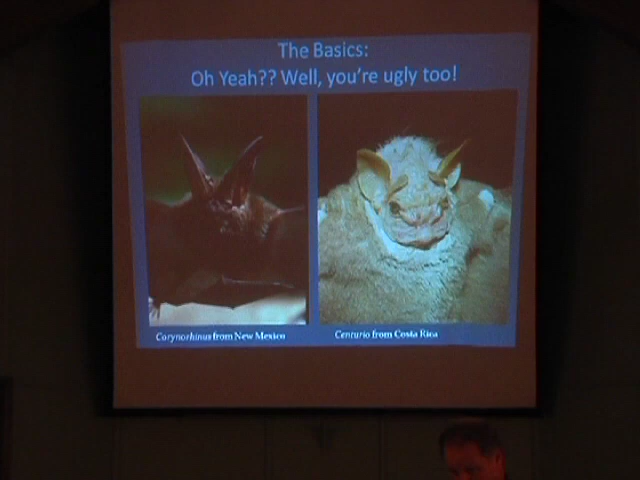 The Basics:
Oh Yeah?? Well, you're ugly too!
Corynorhinus from New Mexico
Centurio from Costa Rica